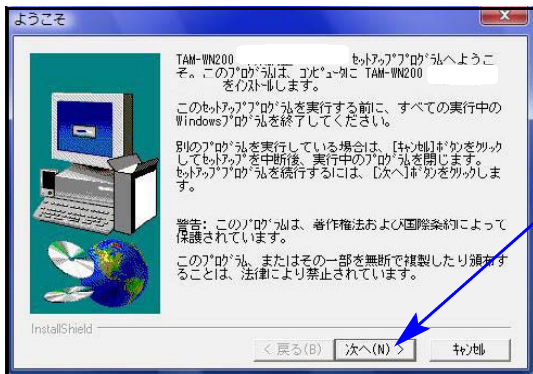 ようこそ
TAM-WN200 ｾｯﾄｱｯﾌﾟﾌﾟﾛｸﾞﾗﾑへようこ
そ。このﾌﾟﾛｸﾞﾗﾑは、ｺﾝﾋﾟｭｰﾀに TAM-WN200
をｲﾝｽﾄｰﾙします。
このｾｯﾄｱｯﾌﾟﾌﾟﾛｸﾞﾗﾑを実行する前に、すべての実行中の
Windowsﾌﾟﾛｸﾞﾗﾑを終了してください。
別のﾌﾟﾛｸﾞﾗﾑを実行している場合は、[ｷｬﾝｾﾙ]ﾎﾞﾀﾝをｸﾘｯｸ
してｾｯﾄｱｯﾌﾟを中断後、実行中のﾌﾟﾛｸﾞﾗﾑを閉じます。
ｾｯﾄｱｯﾌﾟﾌﾟﾛｸﾞﾗﾑを続行するには、[次へ]ﾎﾞﾀﾝをｸﾘｯｸしま
す。
警告: このﾌﾟﾛｸﾞﾗﾑは、著作権法および国際条約によって
保護されています。
このﾌﾟﾛｸﾞﾗﾑ、またはその一部を無断で複製したり頒布す
ることは、法律により禁止されています。
InstallShield
< 戻る(B) 次へ(N) > ｷｬﾝｾﾙ